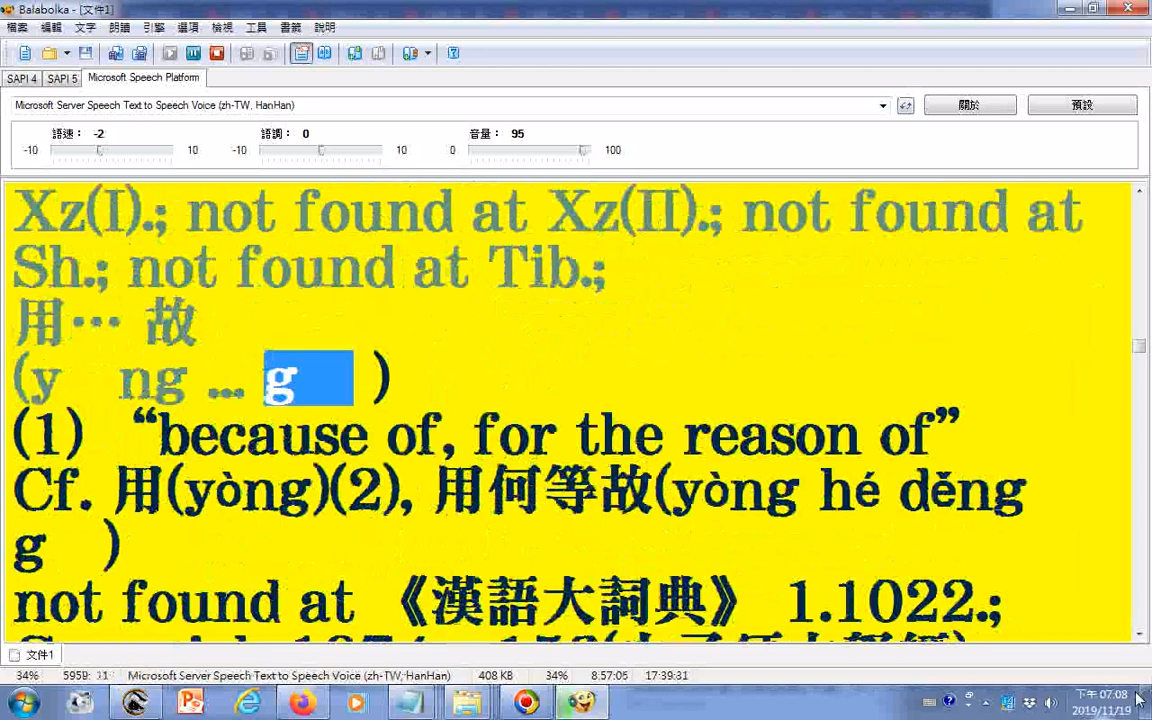 Balabolka - [文件1]
檔案 編輯 文字 朗讀 引擎 選項 檢視 工具 書籤 說明
SAPI 4 SAPI 5 Microsoft Speech Platform
Microsoft Server Speech Text to Speech Voice (zh-TW, HanHan) 關於 預設
語速： -2 語調： 0 音量： 95
-10 10 -10 10 0 100
Xz(I).; not found at Xz(II).; not found at
Sh.; not found at Tib.;
用… 故
(y ng ... g )
(1) “because of, for the reason of”
Cf. 用(yòng)(2), 用何等故(yòng hé děng
g )
not found at 《漢語大詞典》 1.1022.;
文件1
34% 595B: 31 Microsoft Server Speech Text to Speech Voice (zh-TW, HanHan) 408 KB 34% 8:57:05 17:39:31
下午 07:08
2019/11/19